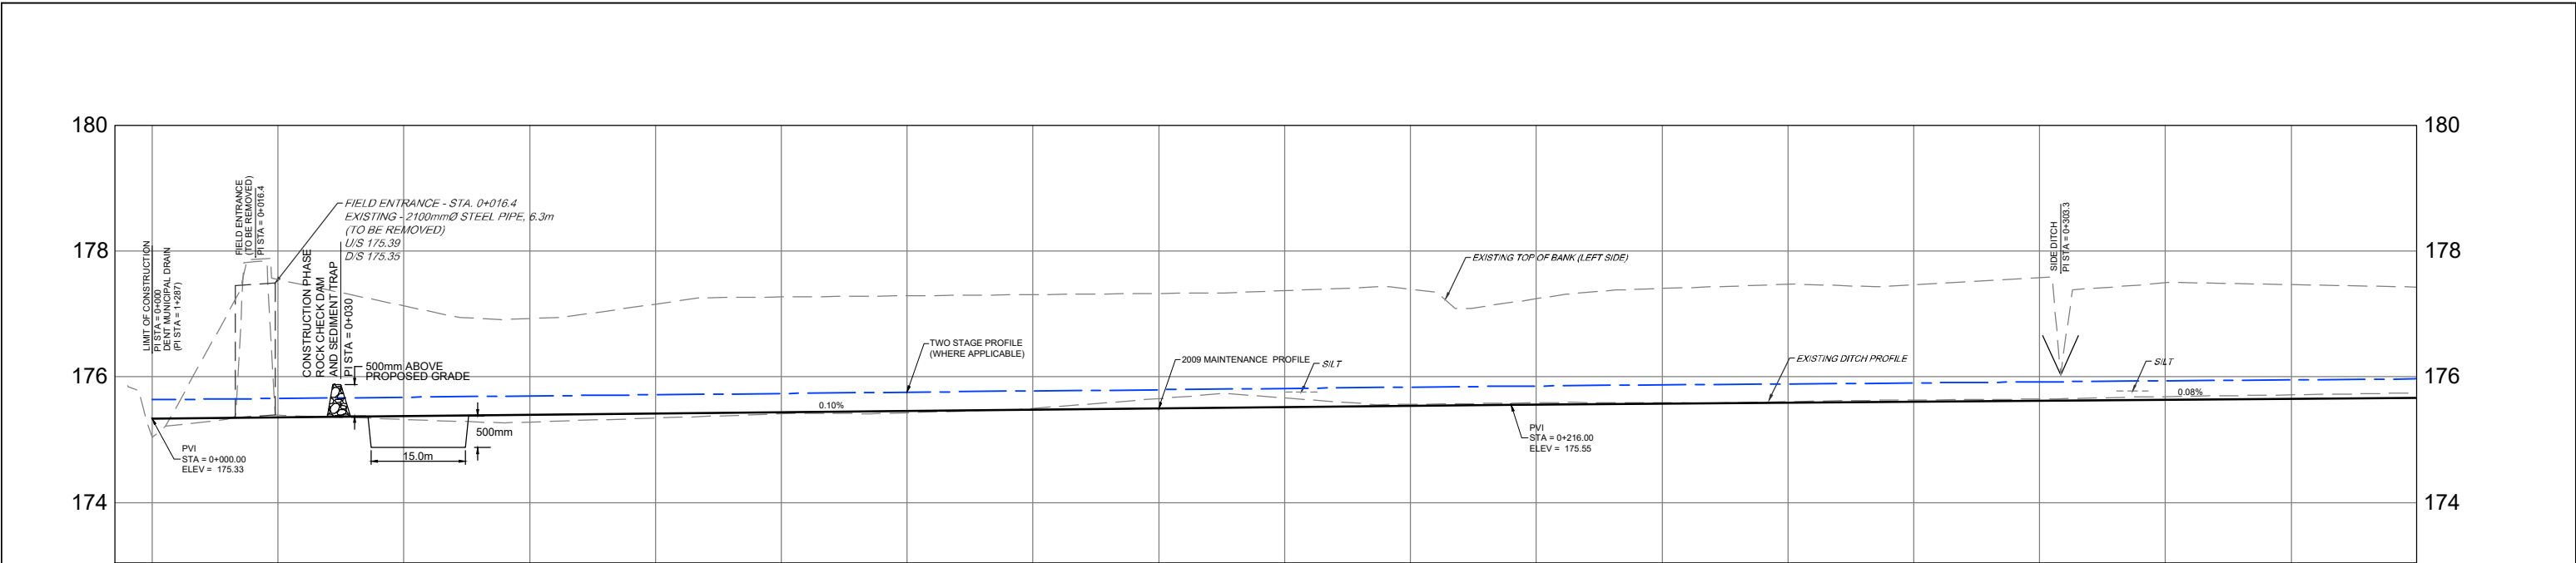 180
180
178
178
176
176
174
174
LIMIT OF CONSTRUCTION
PI STA = 0+000
DENT MUNICIPAL DRAIN
(PI STA = 1+287)
FIELD ENTRANCE
(TO BE REMOVED)
PI STA = 0+016.4
FIELD ENTRANCE - STA. 0+016.4
EXISTING - 2100mmØ STEEL PIPE, 6.3m
(TO BE REMOVED)
U/S 175.39
D/S 175.35
CONSTRUCTION PHASE
ROCK CHECK DAM
AND SEDIMENT TRAP
PI STA = 0+030
500mm ABOVE
PROPOSED GRADE
500mm
15.0m
PVI
STA = 0+000.00
ELEV = 175.33
0.10%
TWO STAGE PROFILE
(WHERE APPLICABLE)
2009 MAINTENANCE PROFILE
SILT
EXISTING TOP OF BANK (LEFT SIDE)
PVI
STA = 0+216.00
ELEV = 175.55
EXISTING DITCH PROFILE
SIDE DITCH
PI STA = 0+303.3
SILT
0.08%